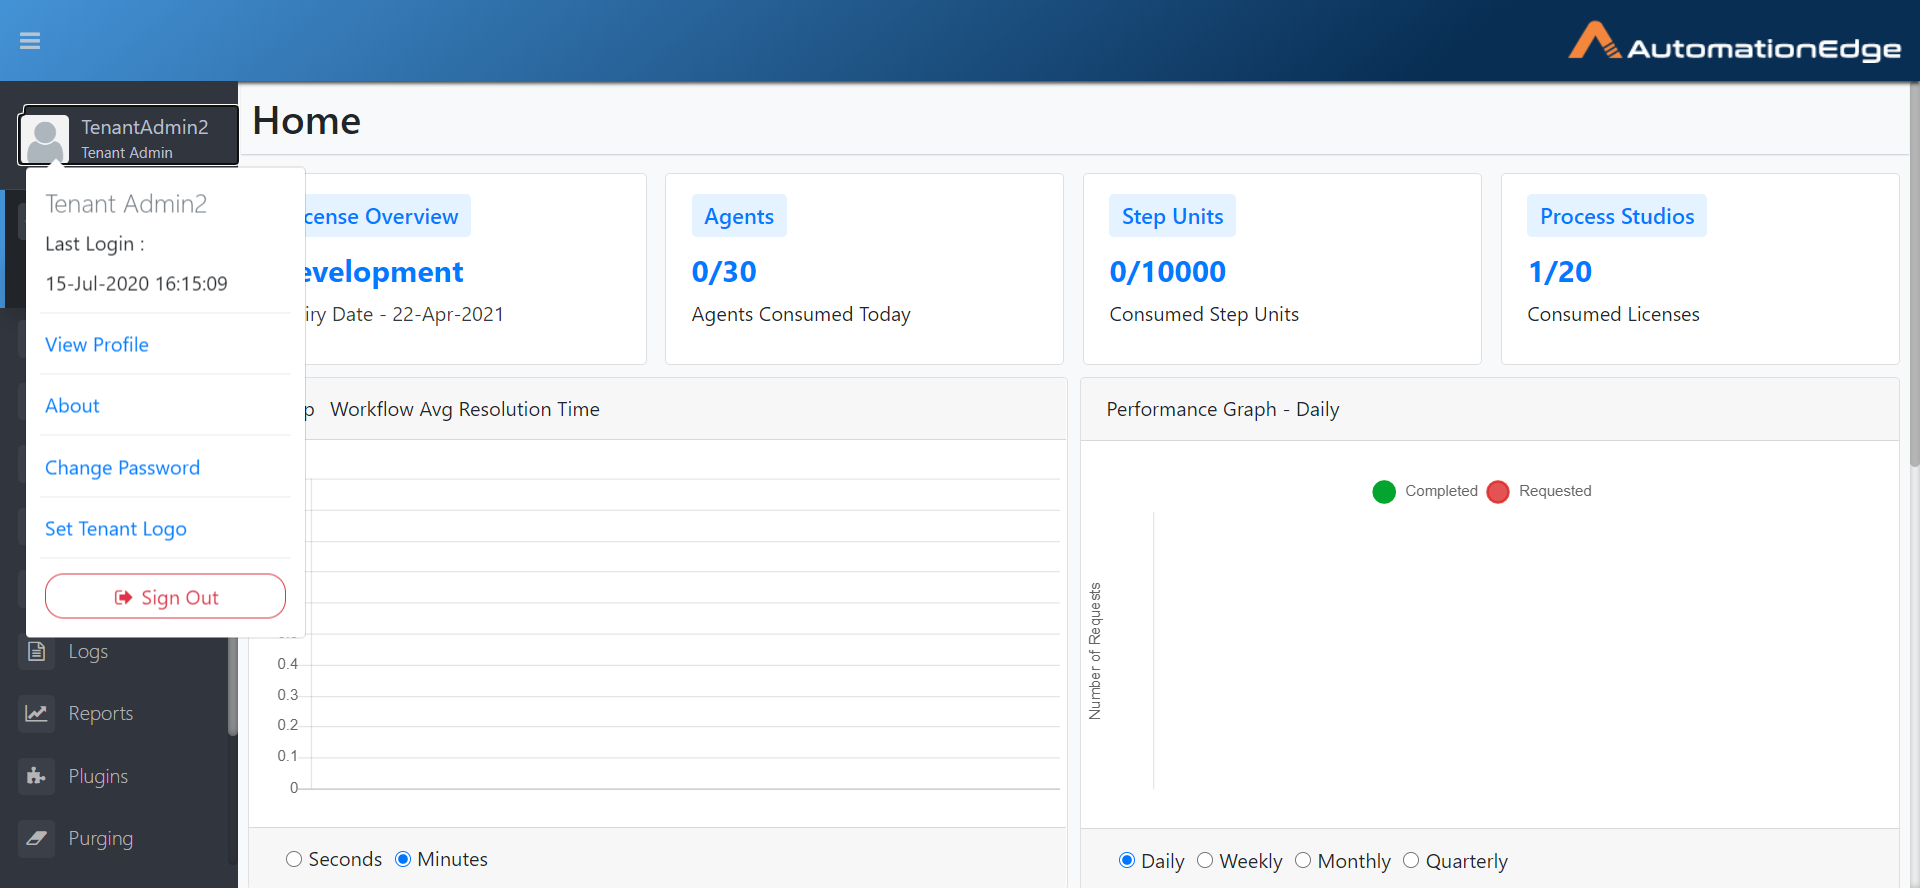 AutomationEdge
TenantAdmin2
Tenant Admin
Home
Tenant Admin2
Last Login :
15-Jul-2020 16:15:09
View Profile
About
Change Password
Set Tenant Logo
Sign Out
Logs
Reports
Plugins
Purging
cense Overview
evelopment
iry Date - 22-Apr-2021
Agents
0/30
Agents Consumed Today
Step Units
0/10000
Consumed Step Units
Process Studios
1/20
Consumed Licenses
p Workflow Avg Resolution Time
0.4
0.3
0.2
0.1
0
Seconds Minutes
Performance Graph - Daily
Completed Requested
Number of Requests
Daily Weekly Monthly Quarterly